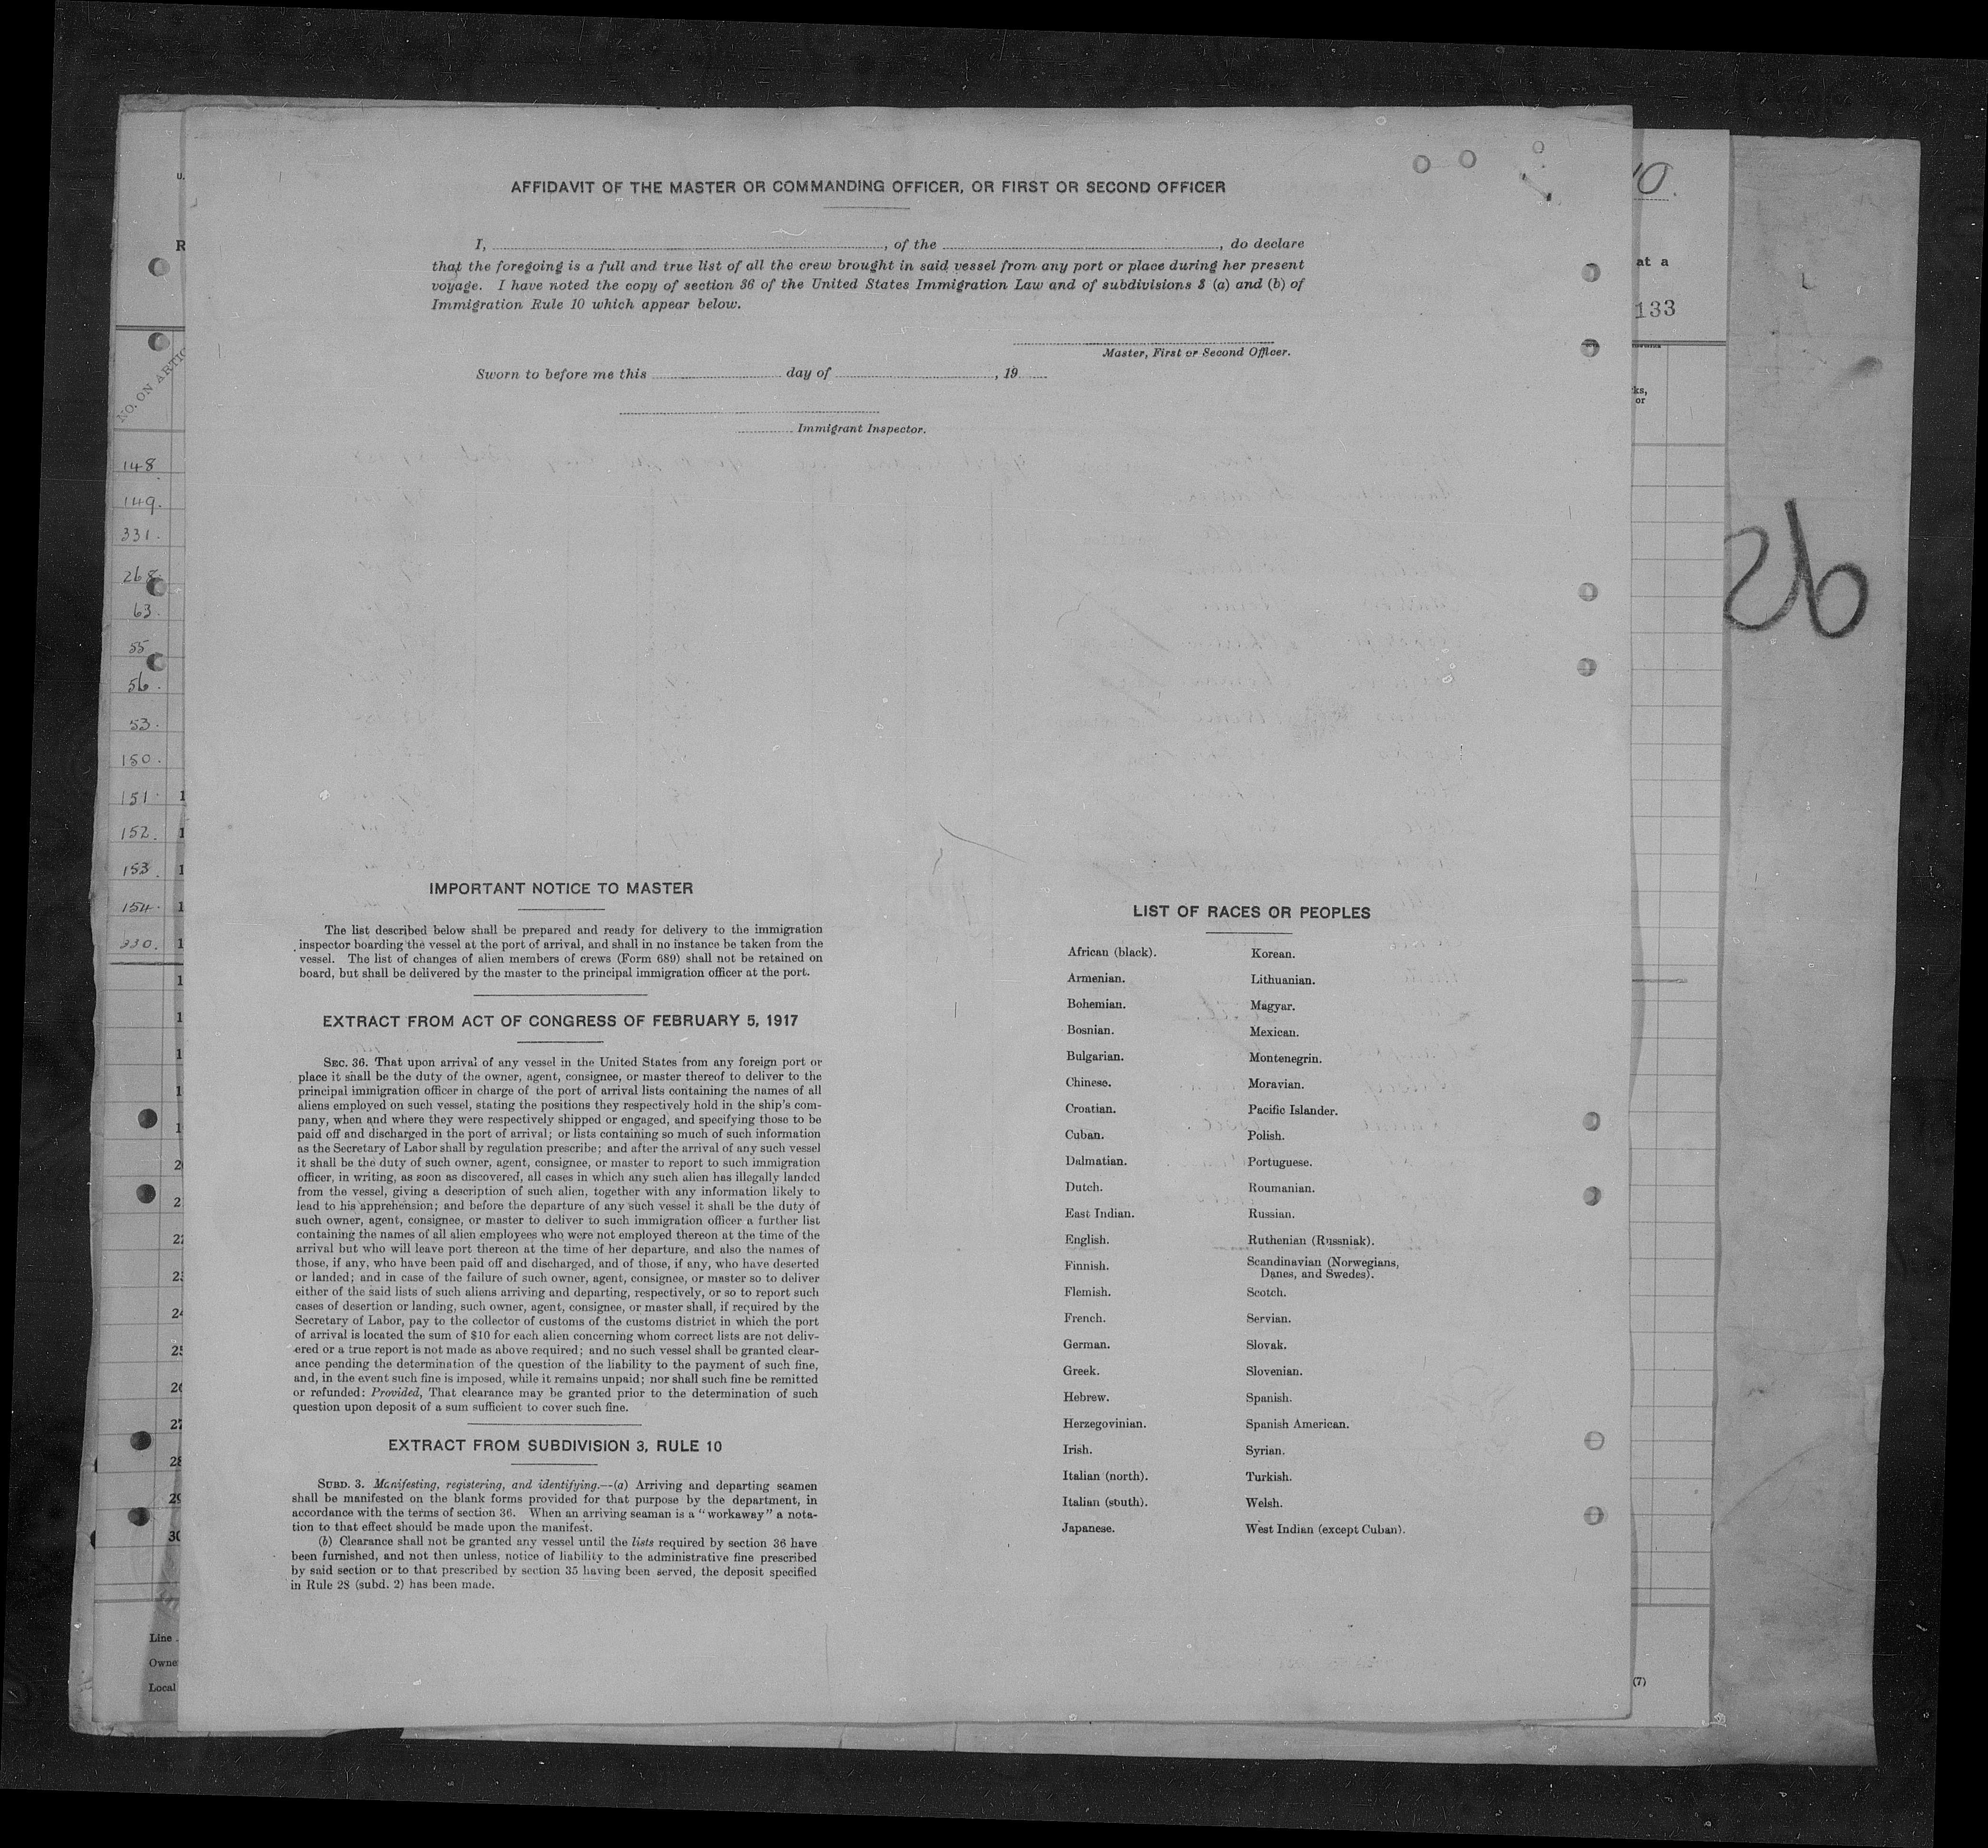 AFFIDAVIT OF THE MASTER OR COMMANDING OFFICER, OR FIRST OR SECOND OFFICER
I, , of the , do declare
that the foregoing is a full and true list of all the crew brought in said vessel from any port or place during her present
voyage. I have noted the copy of section 36 of the United States Immigration Law and of subdivisions 3 (a) and (b) of
Immigration Rule 10 which appear below.
Master, First or Second Officer.
Sworn to before me this day of , 19
Immigrant Inspector.
IMPORTANT NOTICE TO MASTER
The list described below shall be prepared and ready for delivery to the immigration
inspector boarding the vessel at the port of arrival, and shall in no instance be taken from the
vessel. The list of changes of alien members of crews (Form 689) shall not be retained on
board, but shall be delivered by the master to the principal immigration officer at the port.
EXTRACT FROM ACT OF CONGRESS OF FEBRUARY 5, 1917
SEC. 36. That upon arrival of any vessel in the United States from any foreign port or
place it shall be the duty of the owner, agent, consignee, or master thereof to deliver to the
principal immigration officer in charge of the port of arrival lists containing the names of all
aliens employed on such vessel, stating the positions they respectively hold in the ship's com-
pany, when and where they were respectively shipped or engaged, and specifying those to be
paid off and discharged in the port of arrival; or lists containing so much of such information
as the Secretary of Labor shall by regulation prescribe; and after the arrival of any such vessel
it shall be the duty of such owner, agent, consignee, or master to report to such immigration
officer, in writing, as soon as discovered, all cases in which any such alien has illegally landed
from the vessel, giving a description of such alien, together with any information likely to
lead to his apprehension; and before the departure of any such vessel it shall be the duty of
such owner, agent, consignee, or master to deliver to such immigration officer a further list
containing the names of all alien employees who were not employed thereon at the time of the
arrival but who will leave port thereon at the time of her departure, and also the names of
those, if any, who have been paid off and discharged, and of those, if any, who have deserted
or landed; and in case of the failure of such owner, agent, consignee, or master so to deliver
either of the said lists of such aliens arriving and departing, respectively, or so to report such
cases of desertion or landing, such owner, agent, consignee, or master shall, if required by the
Secretary of Labor, pay to the collector of customs of the customs district in which the port
of arrival is located the sum of $10 for each alien concerning whom correct lists are not deliv-
ered or a true report is not made as above required; and no such vessel shall be granted clear-
ance pending the determination of the question of the liability to the payment of such fine,
and, in the event such fine is imposed, while it remains unpaid; nor shall such fine be remitted
or refunded: Provided, That clearance may be granted prior to the determination of such
question upon deposit of a sum sufficient to cover such fine.
EXTRACT FROM SUBDIVISION 3, RULE 10
SUBD. 3. Manifesting, registering, and identifying.—(a) Arriving and departing seamen
shall be manifested on the blank forms provided for that purpose by the department, in
accordance with the terms of section 36. When an arriving seaman is a "workaway" a nota-
tion to that effect should be made upon the manifest.
(b) Clearance shall not be granted any vessel until the lists required by section 36 have
been furnished, and not then unless, notice of liability to the administrative fine prescribed
by said section or to that prescribed by section 35 having been served, the deposit specified
in Rule 28 (subd. 2) has been made.
LIST OF RACES OR PEOPLES
African (black).
Armenian.
Bohemian.
Bosnian.
Bulgarian.
Chinese.
Croatian.
Cuban.
Dalmatian.
Dutch.
East Indian.
English.
Finnish.
Flemish.
French.
German.
Greek.
Hebrew.
Herzegovinian.
Irish.
Italian (north).
Italian (south).
Japanese.
Korean.
Lithuanian.
Magyar.
Mexican.
Montenegrin.
Moravian.
Pacific Islander.
Polish.
Portuguese.
Roumanian.
Russian.
Ruthenian (Russniak).
Scandinavian (Norwegians,
Danes, and Swedes).
Scotch.
Servian.
Slovak.
Slovenian.
Spanish.
Spanish American.
Syrian.
Turkish.
Welsh.
West Indian (except Cuban).
NO. ON ARTIC
148
149.
331.
268.
63.
55
56.
53.
150.
151.
152.
153.
154.
330.
Line
Owne
Local
10.
at a
133
ks,
or
(7)
26